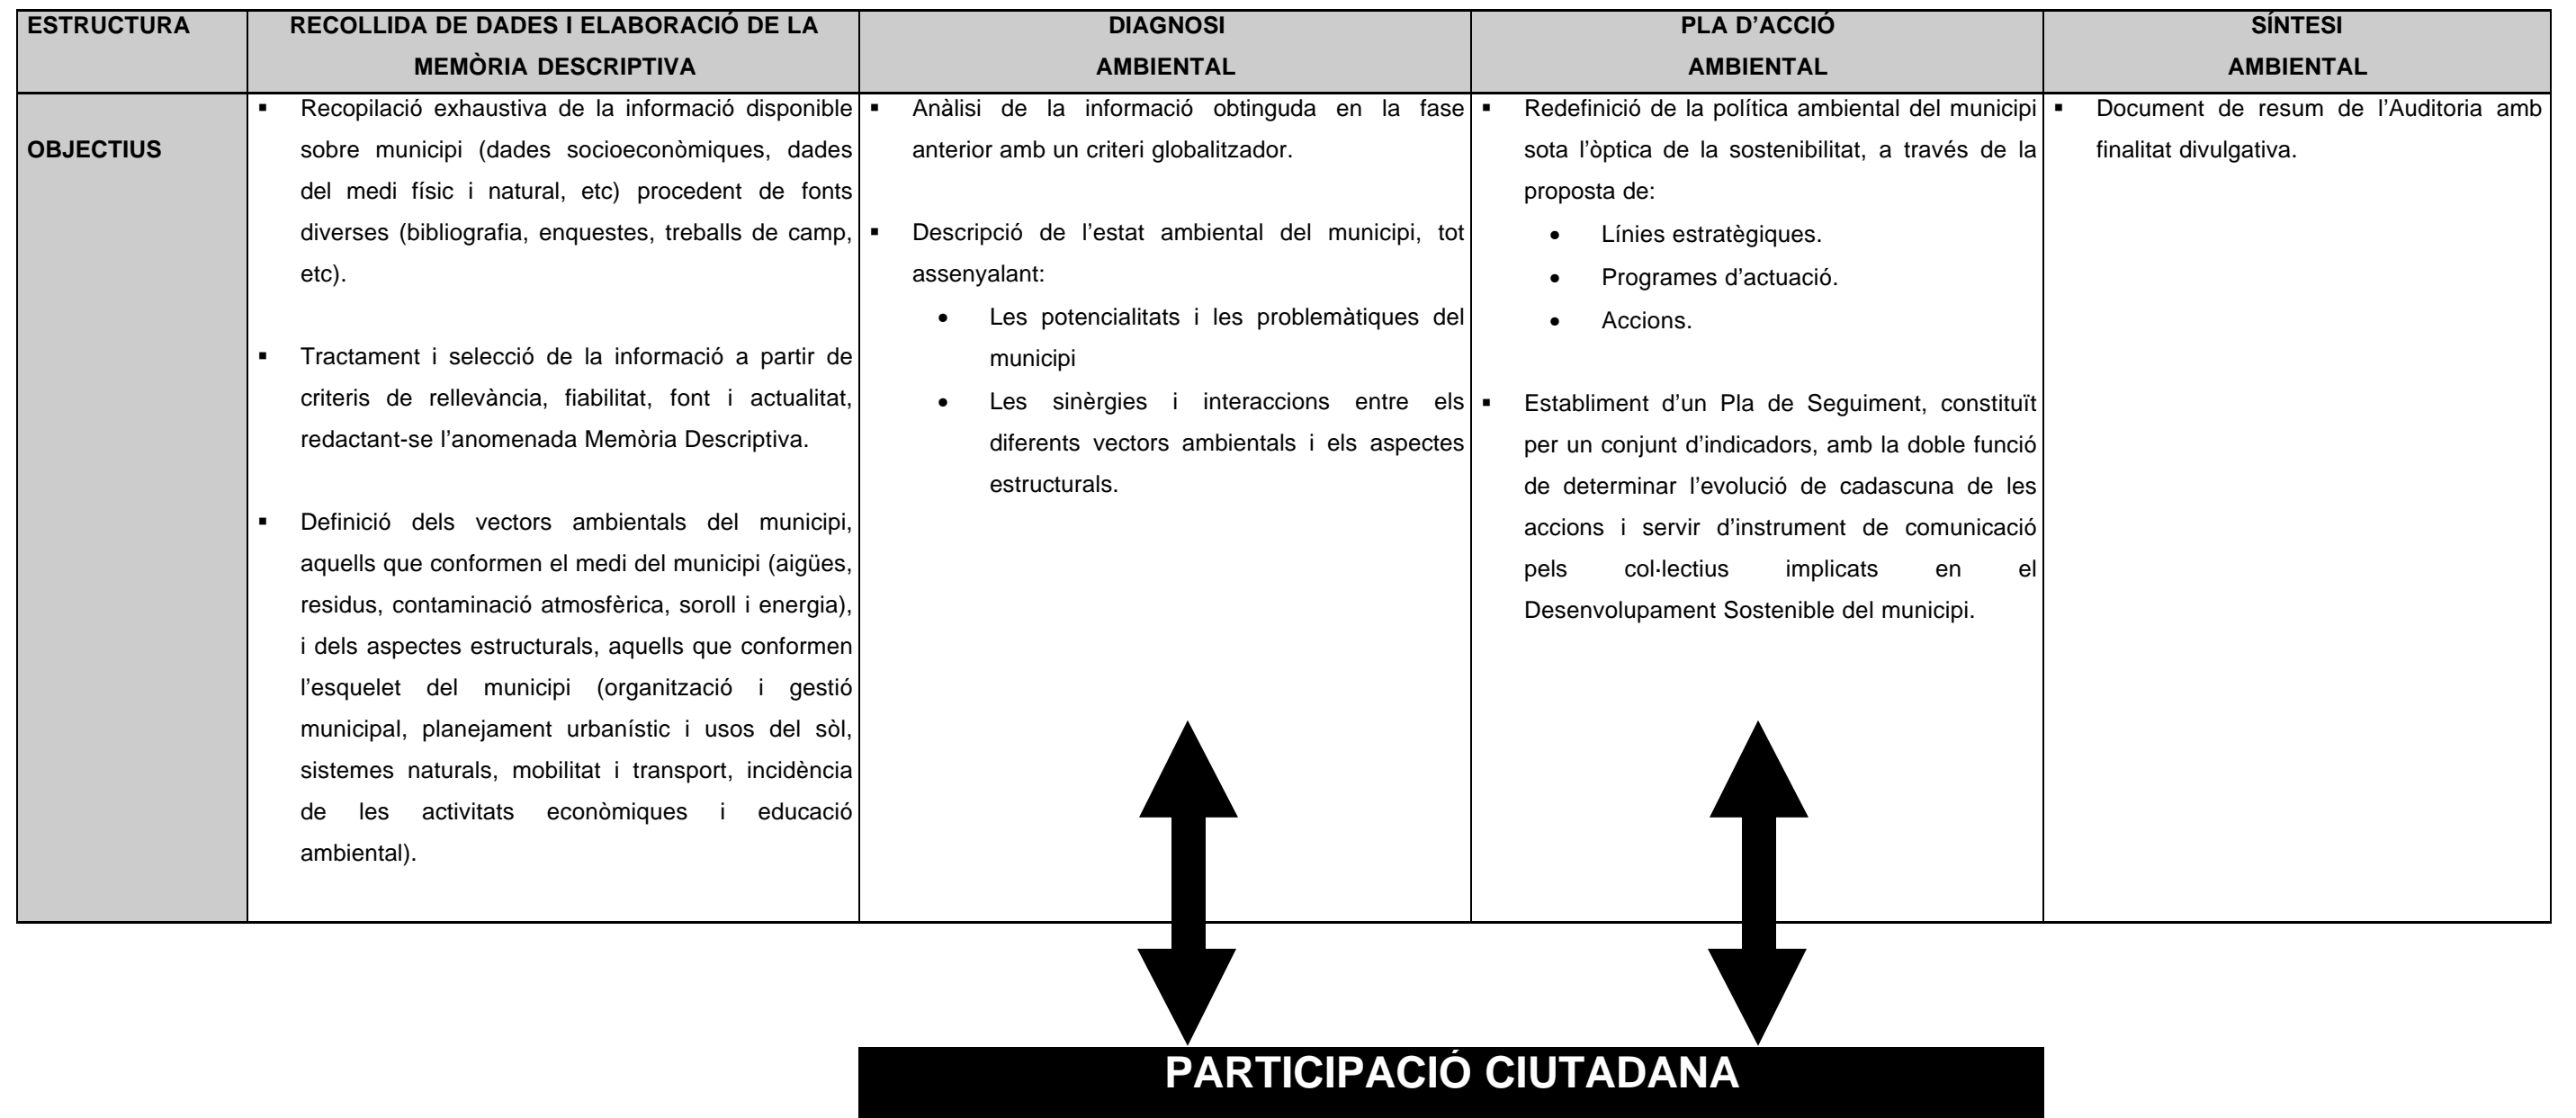 ESTRUCTURA
RECOLLIDA DE DADES I ELABORACIÓ DE LA
MEMÒRIA DESCRIPTIVA
DIAGNOSI
AMBIENTAL
PLA D’ACCIÓ
AMBIENTAL
SÍNTESI
AMBIENTAL
OBJECTIUS
▪ Recopilació exhaustiva de la informació disponible
sobre municipi (dades socioeconòmiques, dades
del medi físic i natural, etc) procedent de fonts
diverses (bibliografia, enquestes, treballs de camp,
etc).
▪ Tractament i selecció de la informació a partir de
criteris de rellevància, fiabilitat, font i actualitat,
redactant-se l’anomenada Memòria Descriptiva.
▪ Definició dels vectors ambientals del municipi,
aquells que conformen el medi del municipi (aigües,
residus, contaminació atmosfèrica, soroll i energia),
i dels aspectes estructurals, aquells que conformen
l’esquelet del municipi (organització i gestió
municipal, planejament urbanístic i usos del sòl,
sistemes naturals, mobilitat i transport, incidència
de les activitats econòmiques i educació
ambiental).
▪ Anàlisi de la informació obtinguda en la fase
anterior amb un criteri globalitzador.
▪ Descripció de l’estat ambiental del municipi, tot
assenyalant:
• Les potencialitats i les problemàtiques del
municipi
• Les sinèrgies i interaccions entre els
diferents vectors ambientals i els aspectes
estructurals.
▪ Redefinició de la política ambiental del municipi
sota l’òptica de la sostenibilitat, a través de la
proposta de:
• Línies estratègiques.
• Programes d’actuació.
• Accions.
▪ Establiment d’un Pla de Seguiment, constituït
per un conjunt d’indicadors, amb la doble funció
de determinar l’evolució de cadascuna de les
accions i servir d’instrument de comunicació
pels col·lectius implicats en el
Desenvolupament Sostenible del municipi.
▪ Document de resum de l’Auditoria amb
finalitat divulgativa.
PARTICIPACIÓ CIUTADANA